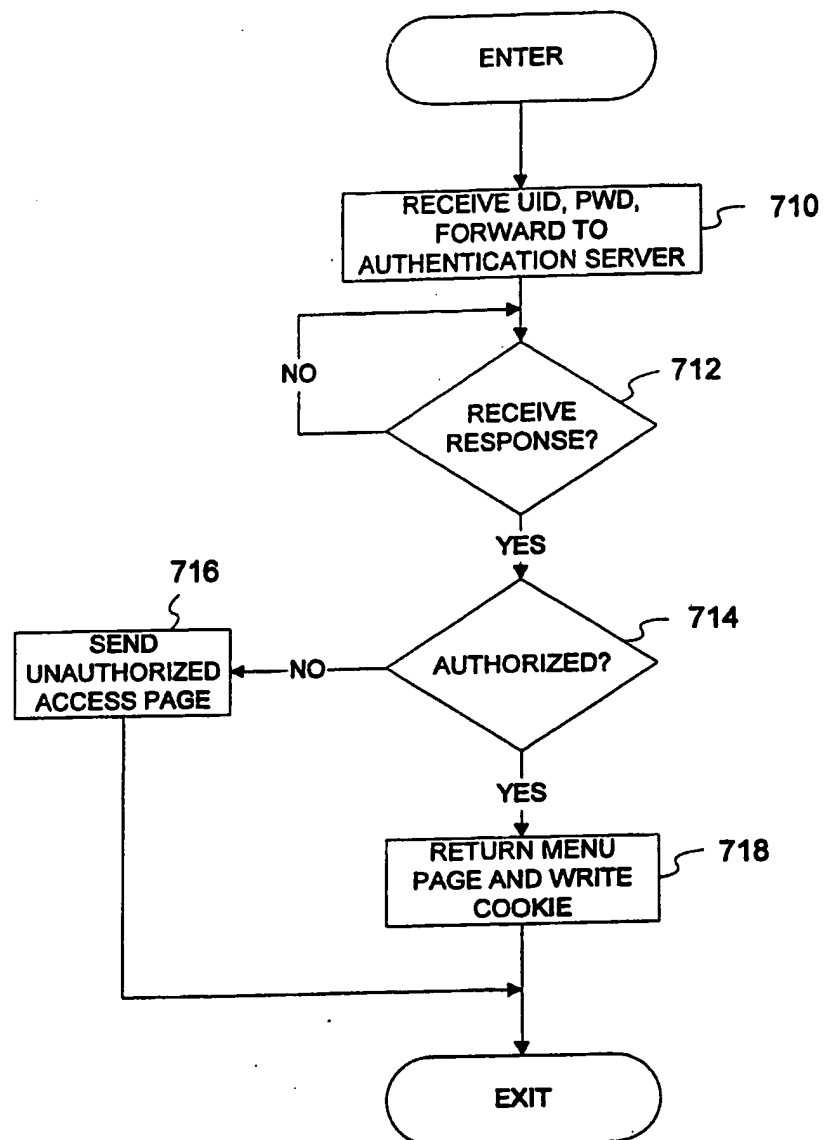 ENTER
RECEIVE UID, PWD,
FORWARD TO
AUTHENTICATION SERVER
710
NO
RECEIVE
RESPONSE?
712
YES
716
SEND
UNAUTHORIZED
ACCESS PAGE
NO
AUTHORIZED?
714
YES
RETURN MENU
PAGE AND WRITE
COOKIE
718
EXIT